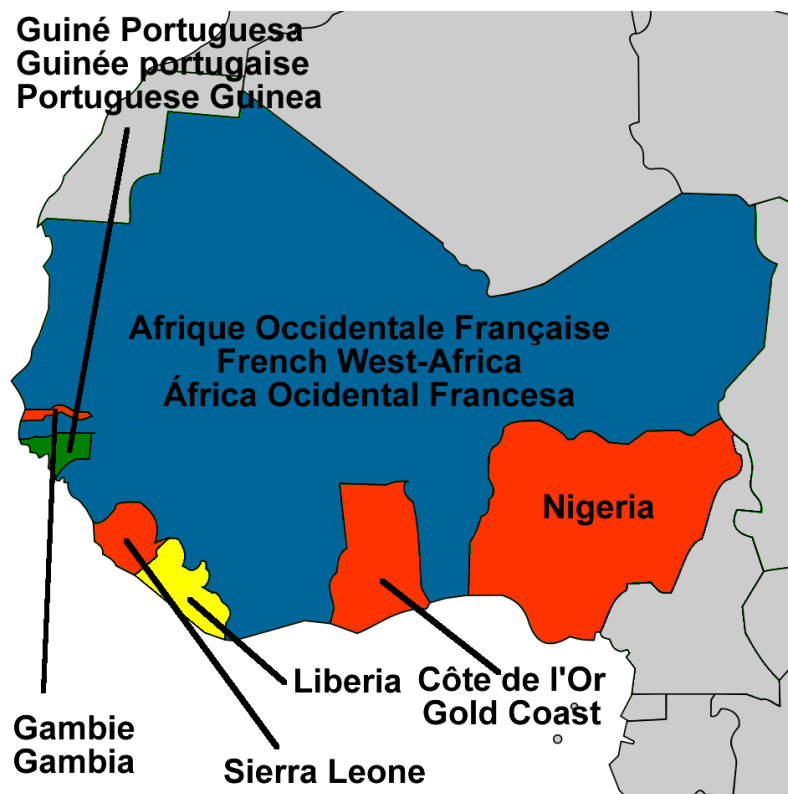 Guiné Portuguesa
Guinée portugaise
Portuguese Guinea
Afrique Occidentale Française
French West-Africa
África Ocidental Francesa
Nigeria
Liberia
Côte de l'Or
Gold Coast
Gambie
Gambia
Sierra Leone